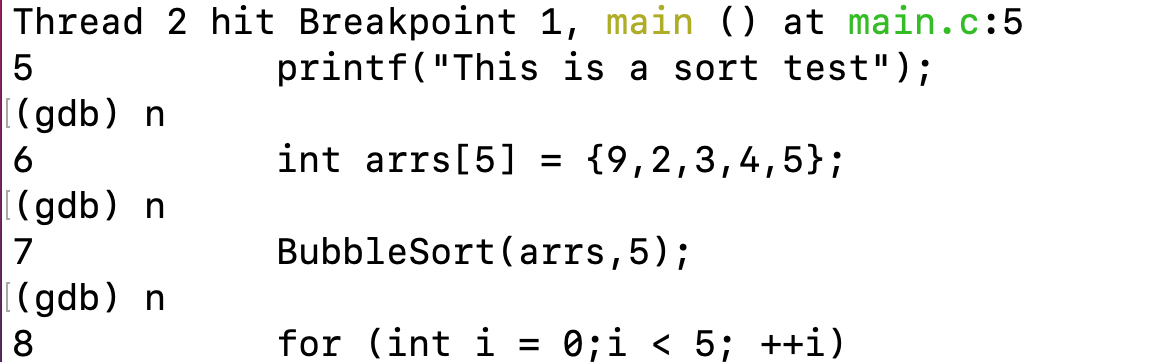 Thread 2 hit Breakpoint 1, main () at main.c:5
5           printf("This is a sort test");
[(gdb) n
6           int arrs[5] = {9,2,3,4,5};
[(gdb) n
7           BubbleSort(arrs,5);
[(gdb) n
8           for (int i = 0;i < 5; ++i)